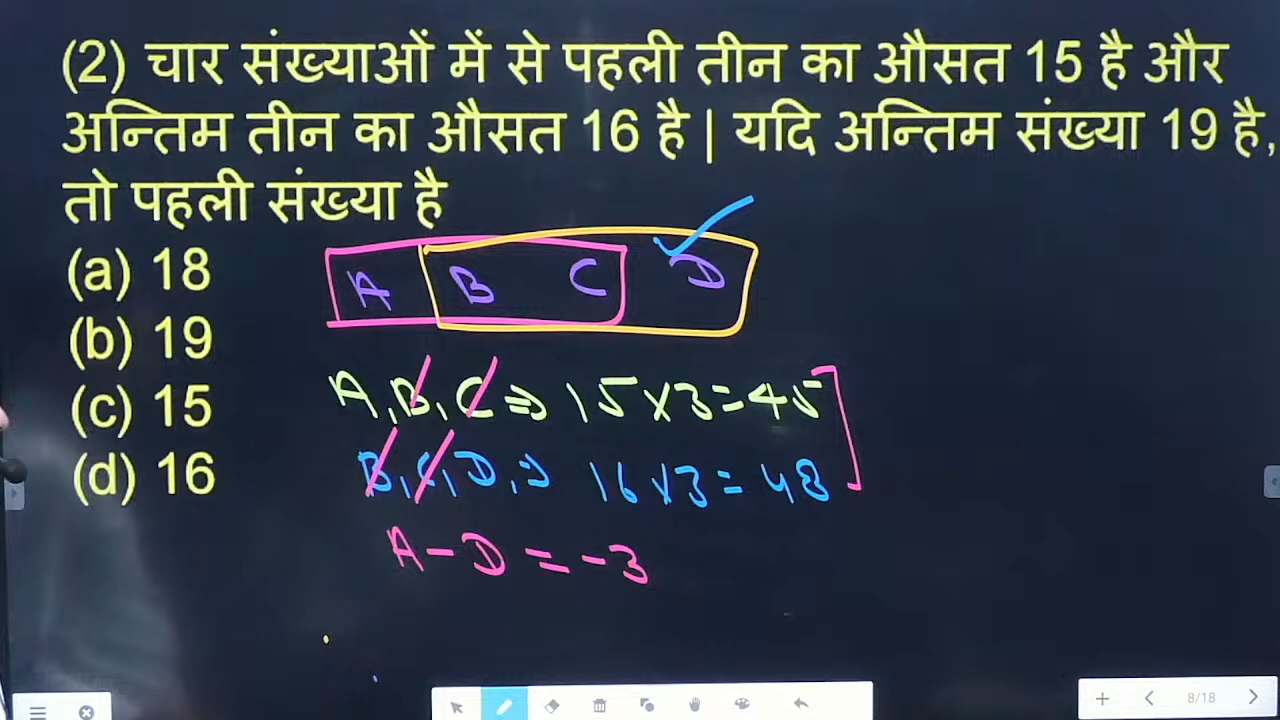 (2) चार संख्याओं में से पहली तीन का औसत 15 है और
अन्तिम तीन का औसत 16 है | यदि अन्तिम संख्या 19 है,
तो पहली संख्या है
(a) 18
(b) 19
(c) 15
(d) 16
A B C D
A, B, C ⇒ 15 × 3 = 45
B, C, D, ⇒ 16 × 3 = 48
A - D = -3
8/18